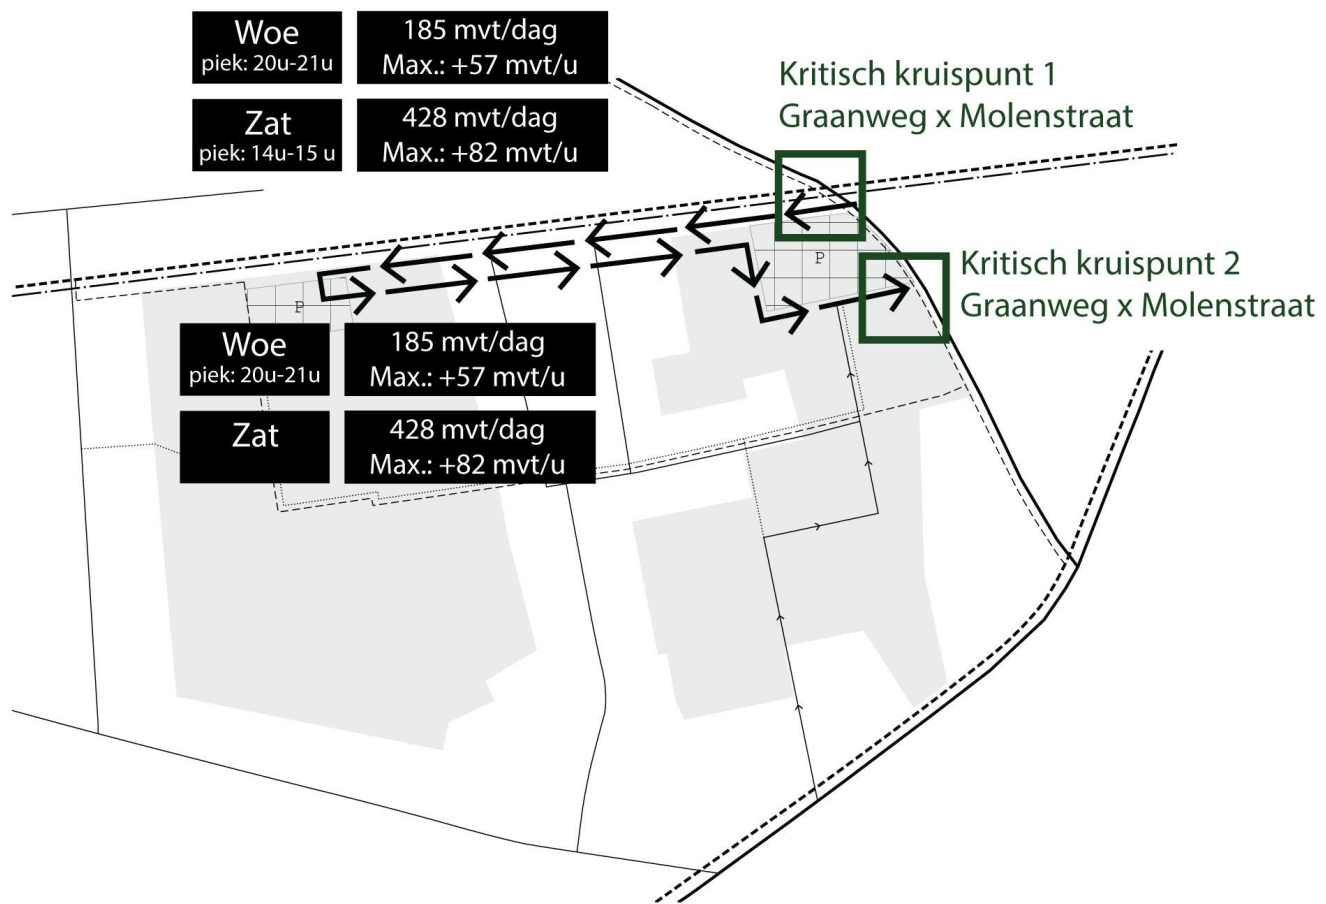 Woe
piek: 20u-21u
185 mvt/dag
Max.: +57 mvt/u
Zat
piek: 14u-15 u
428 mvt/dag
Max.: +82 mvt/u
Kritisch kruispunt 1
Graanweg x Molenstraat
P
Kritisch kruispunt 2
Graanweg x Molenstraat
P
Woe
piek: 20u-21u
185 mvt/dag
Max.: +57 mvt/u
Zat
428 mvt/dag
Max.: +82 mvt/u